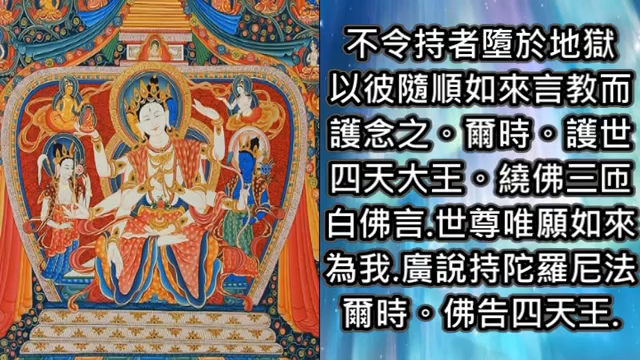 不令持者墮於地獄
以彼隨順如來言教而
護念之。爾時。護世
四天大王。繞佛三匝
白佛言.世尊唯願如來
為我.廣說持陀羅尼法
爾時。佛告四天王.